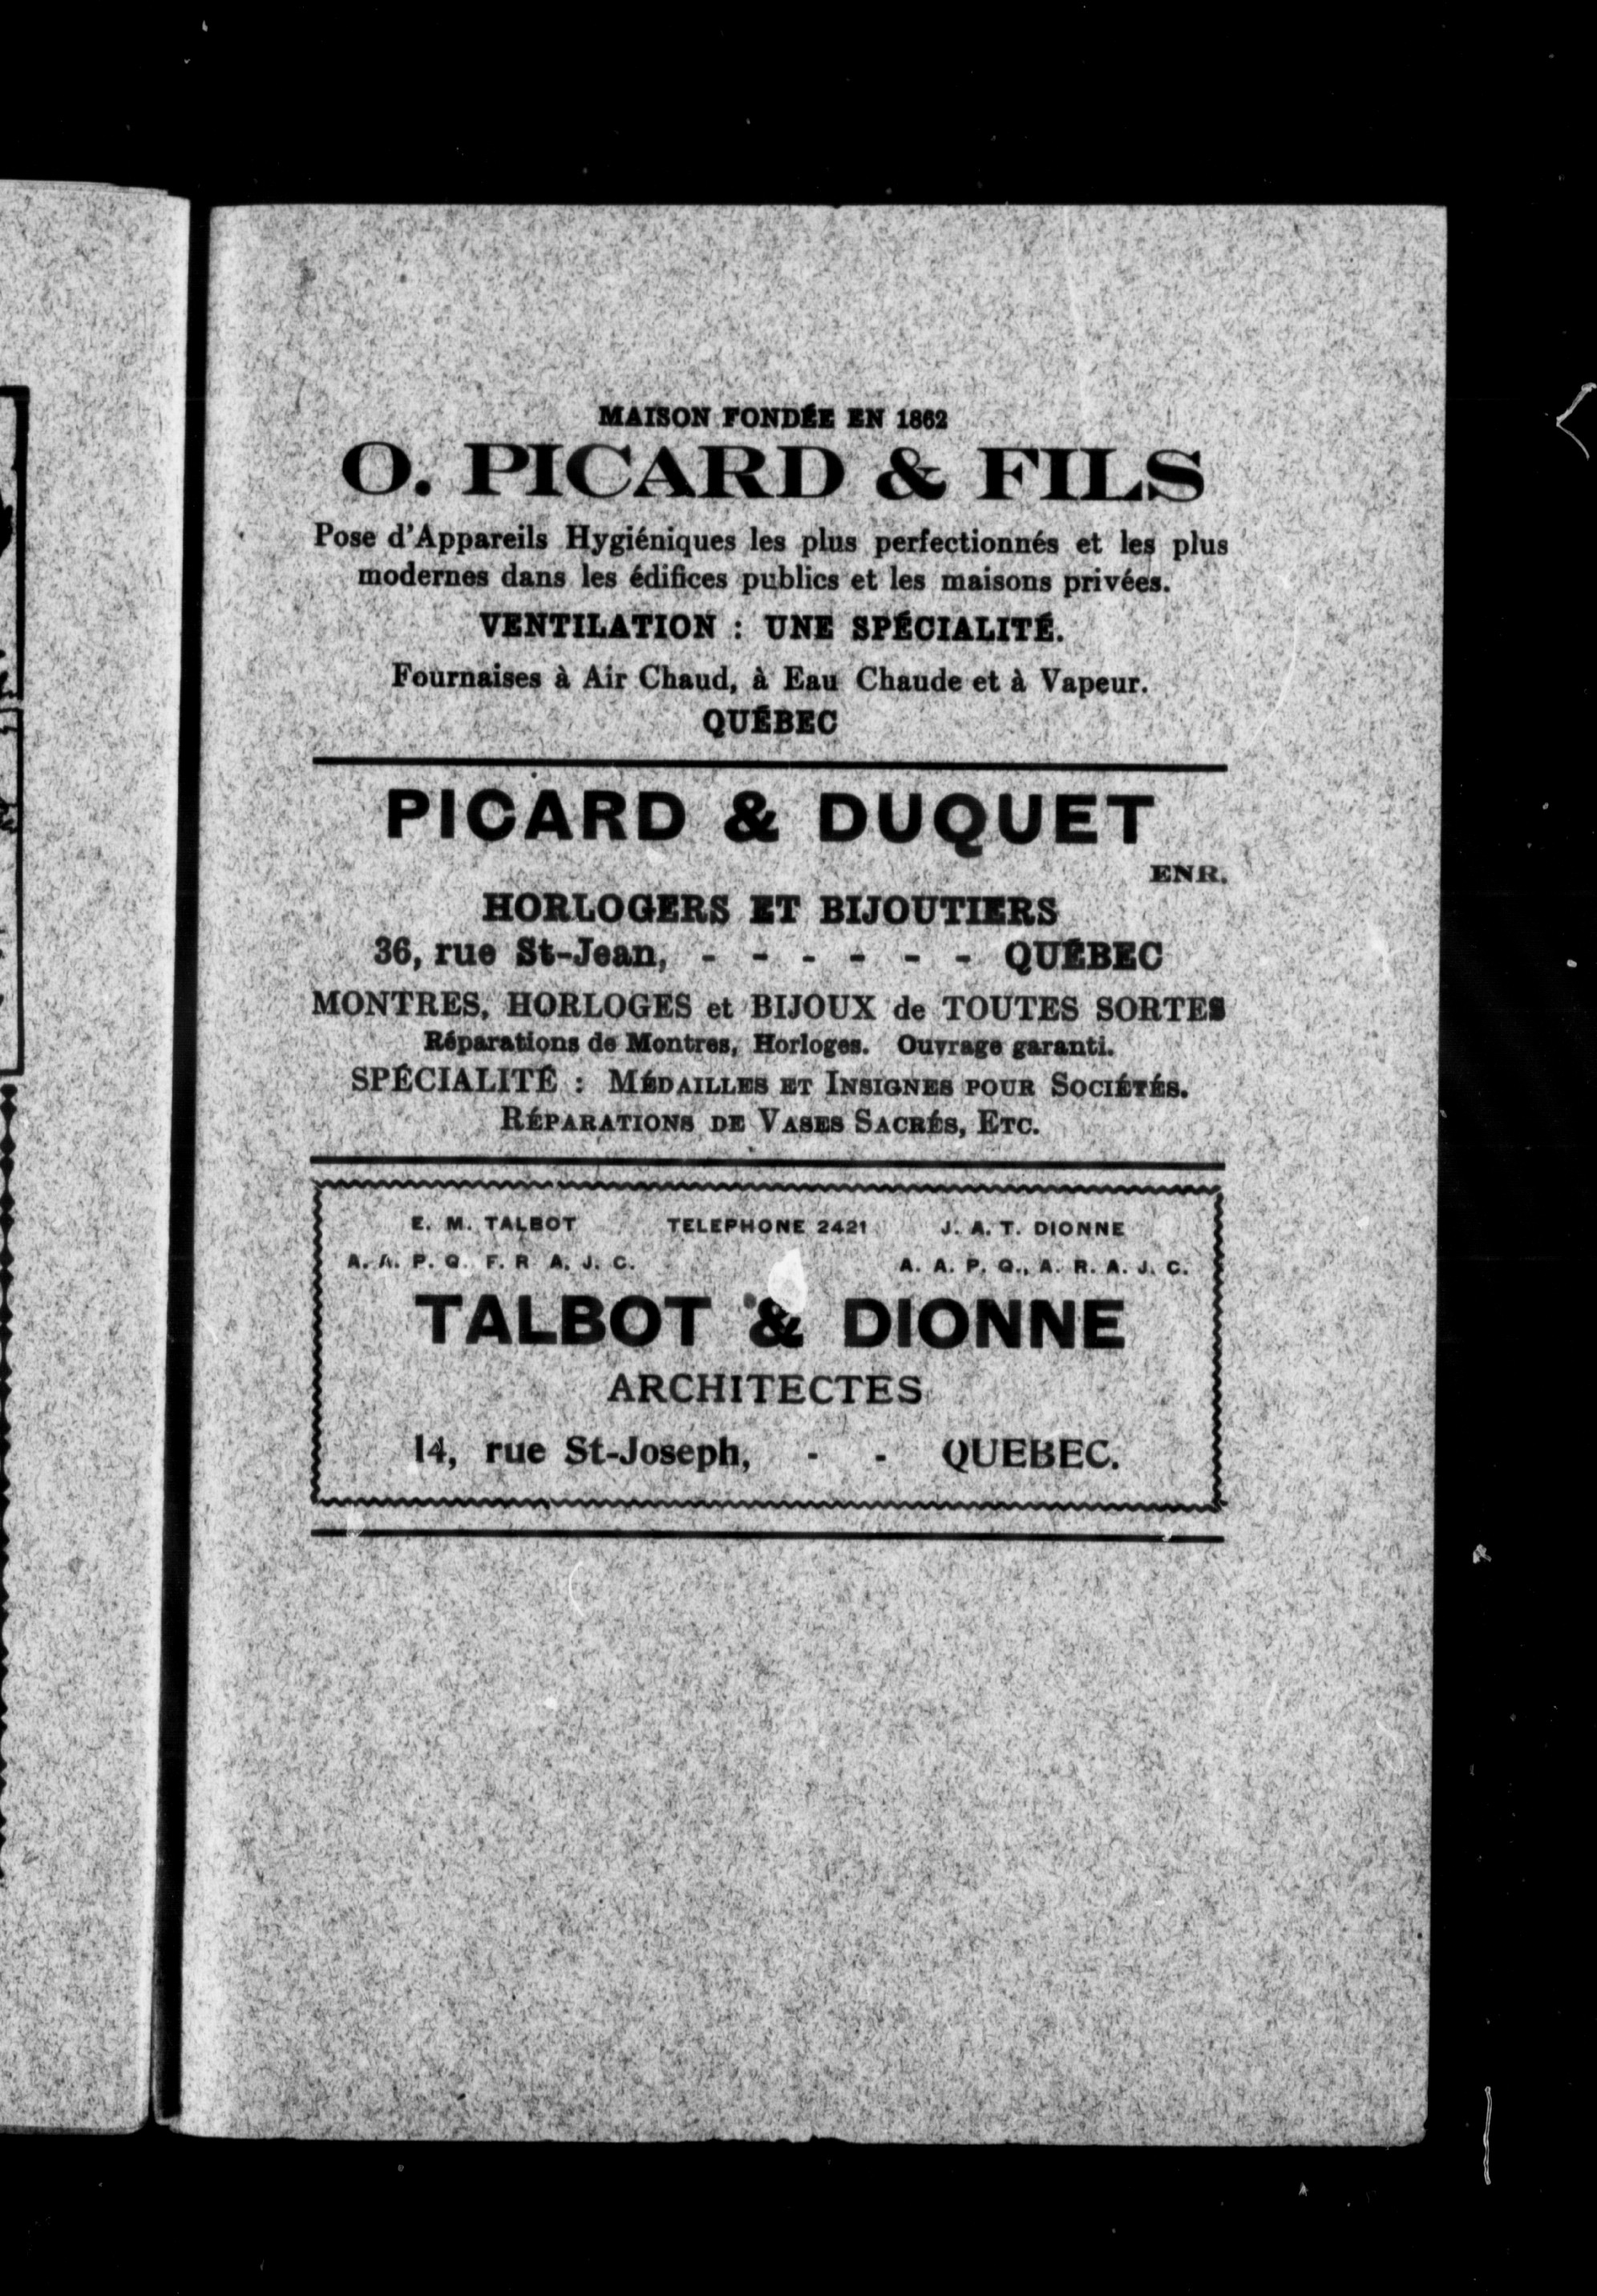 MAISON FONDÉE EN 1862
O. PICARD & FILS
Pose d'Appareils Hygiéniques les plus perfectionnés et les plus
modernes dans les édifices publics et les maisons privées.
VENTILATION : UNE SPÉCIALITÉ.
Fournaises à Air Chaud, à Eau Chaude et à Vapeur.
QUÉBEC
PICARD & DUQUET
ENR.
HORLOGERS ET BIJOUTIERS
36, rue St-Jean, - - - - - - QUÉBEC
MONTRES, HORLOGES et BIJOUX de TOUTES SORTES
Réparations de Montres, Horloges. Ouvrage garanti.
SPÉCIALITÉ : MÉDAILLES ET INSIGNES POUR SOCIÉTÉS.
RÉPARATIONS DE VASES SACRÉS, ETC.
E. M. TALBOT TELEPHONE 2421 J. A. T. DIONNE
A. A. P. Q. F. R A. J. C. A. A. P. Q., A. R. A. J. C.
TALBOT & DIONNE
ARCHITECTES
14, rue St-Joseph, - - QUEBEC.